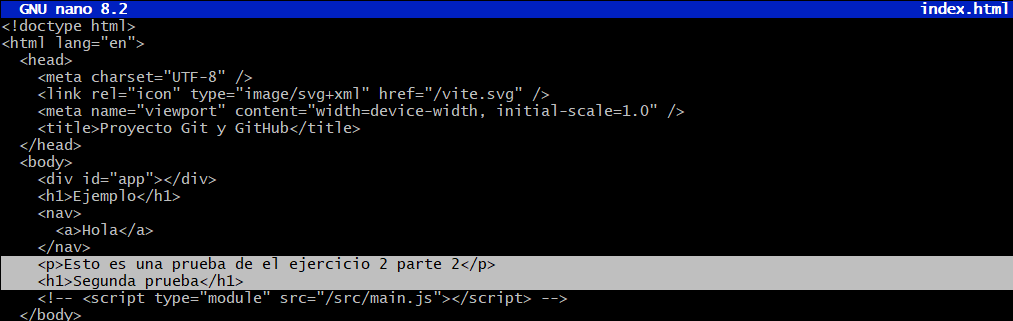 GNU nano 8.2 index.html
<!doctype html>
<html lang="en">
  <head>
    <meta charset="UTF-8" />
    <link rel="icon" type="image/svg+xml" href="/vite.svg" />
    <meta name="viewport" content="width=device-width, initial-scale=1.0" />
    <title>Proyecto Git y GitHub</title>
  </head>
  <body>
    <div id="app"></div>
    <h1>Ejemplo</h1>
    <nav>
      <a>Hola</a>
    </nav>
    <p>Esto es una prueba de el ejercicio 2 parte 2</p>
    <h1>Segunda prueba</h1>
    <!-- <script type="module" src="/src/main.js"></script> -->
  </body>